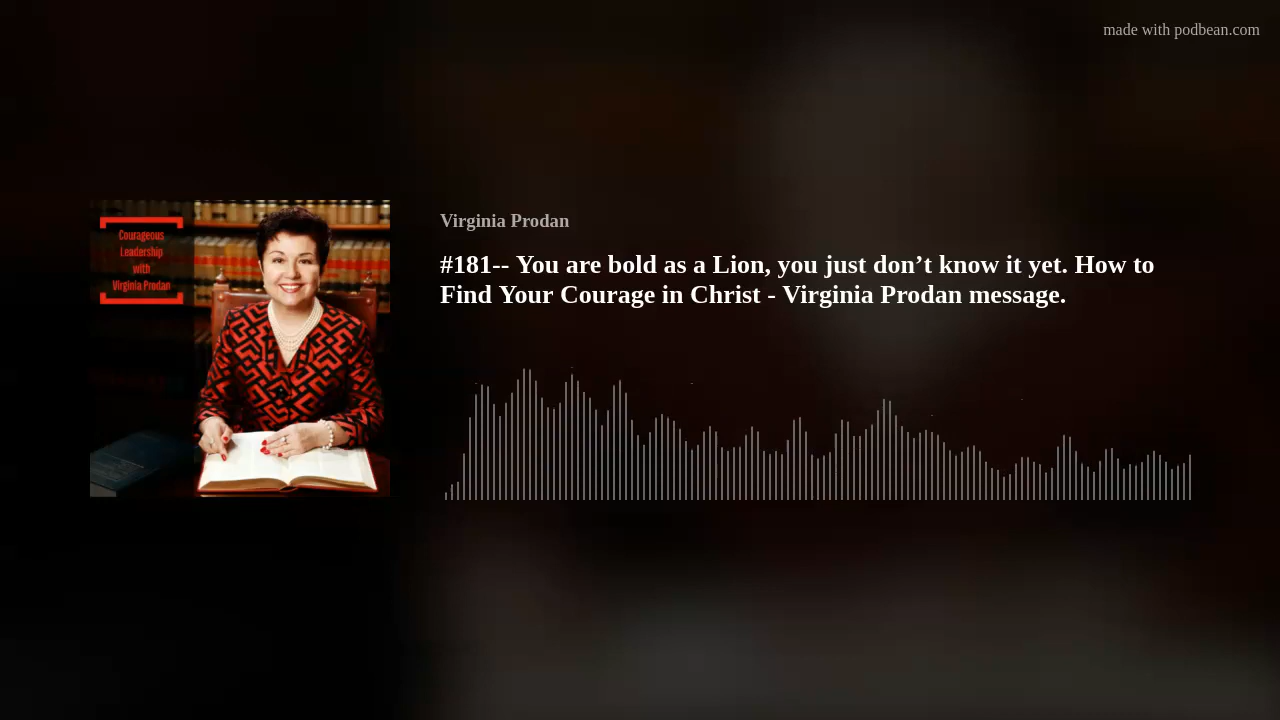 made with podbean.com
Courageous
Leadership
with
Virginia Prodan
Virginia Prodan
#181-- You are bold as a Lion, you just don’t know it yet. How to
Find Your Courage in Christ - Virginia Prodan message.